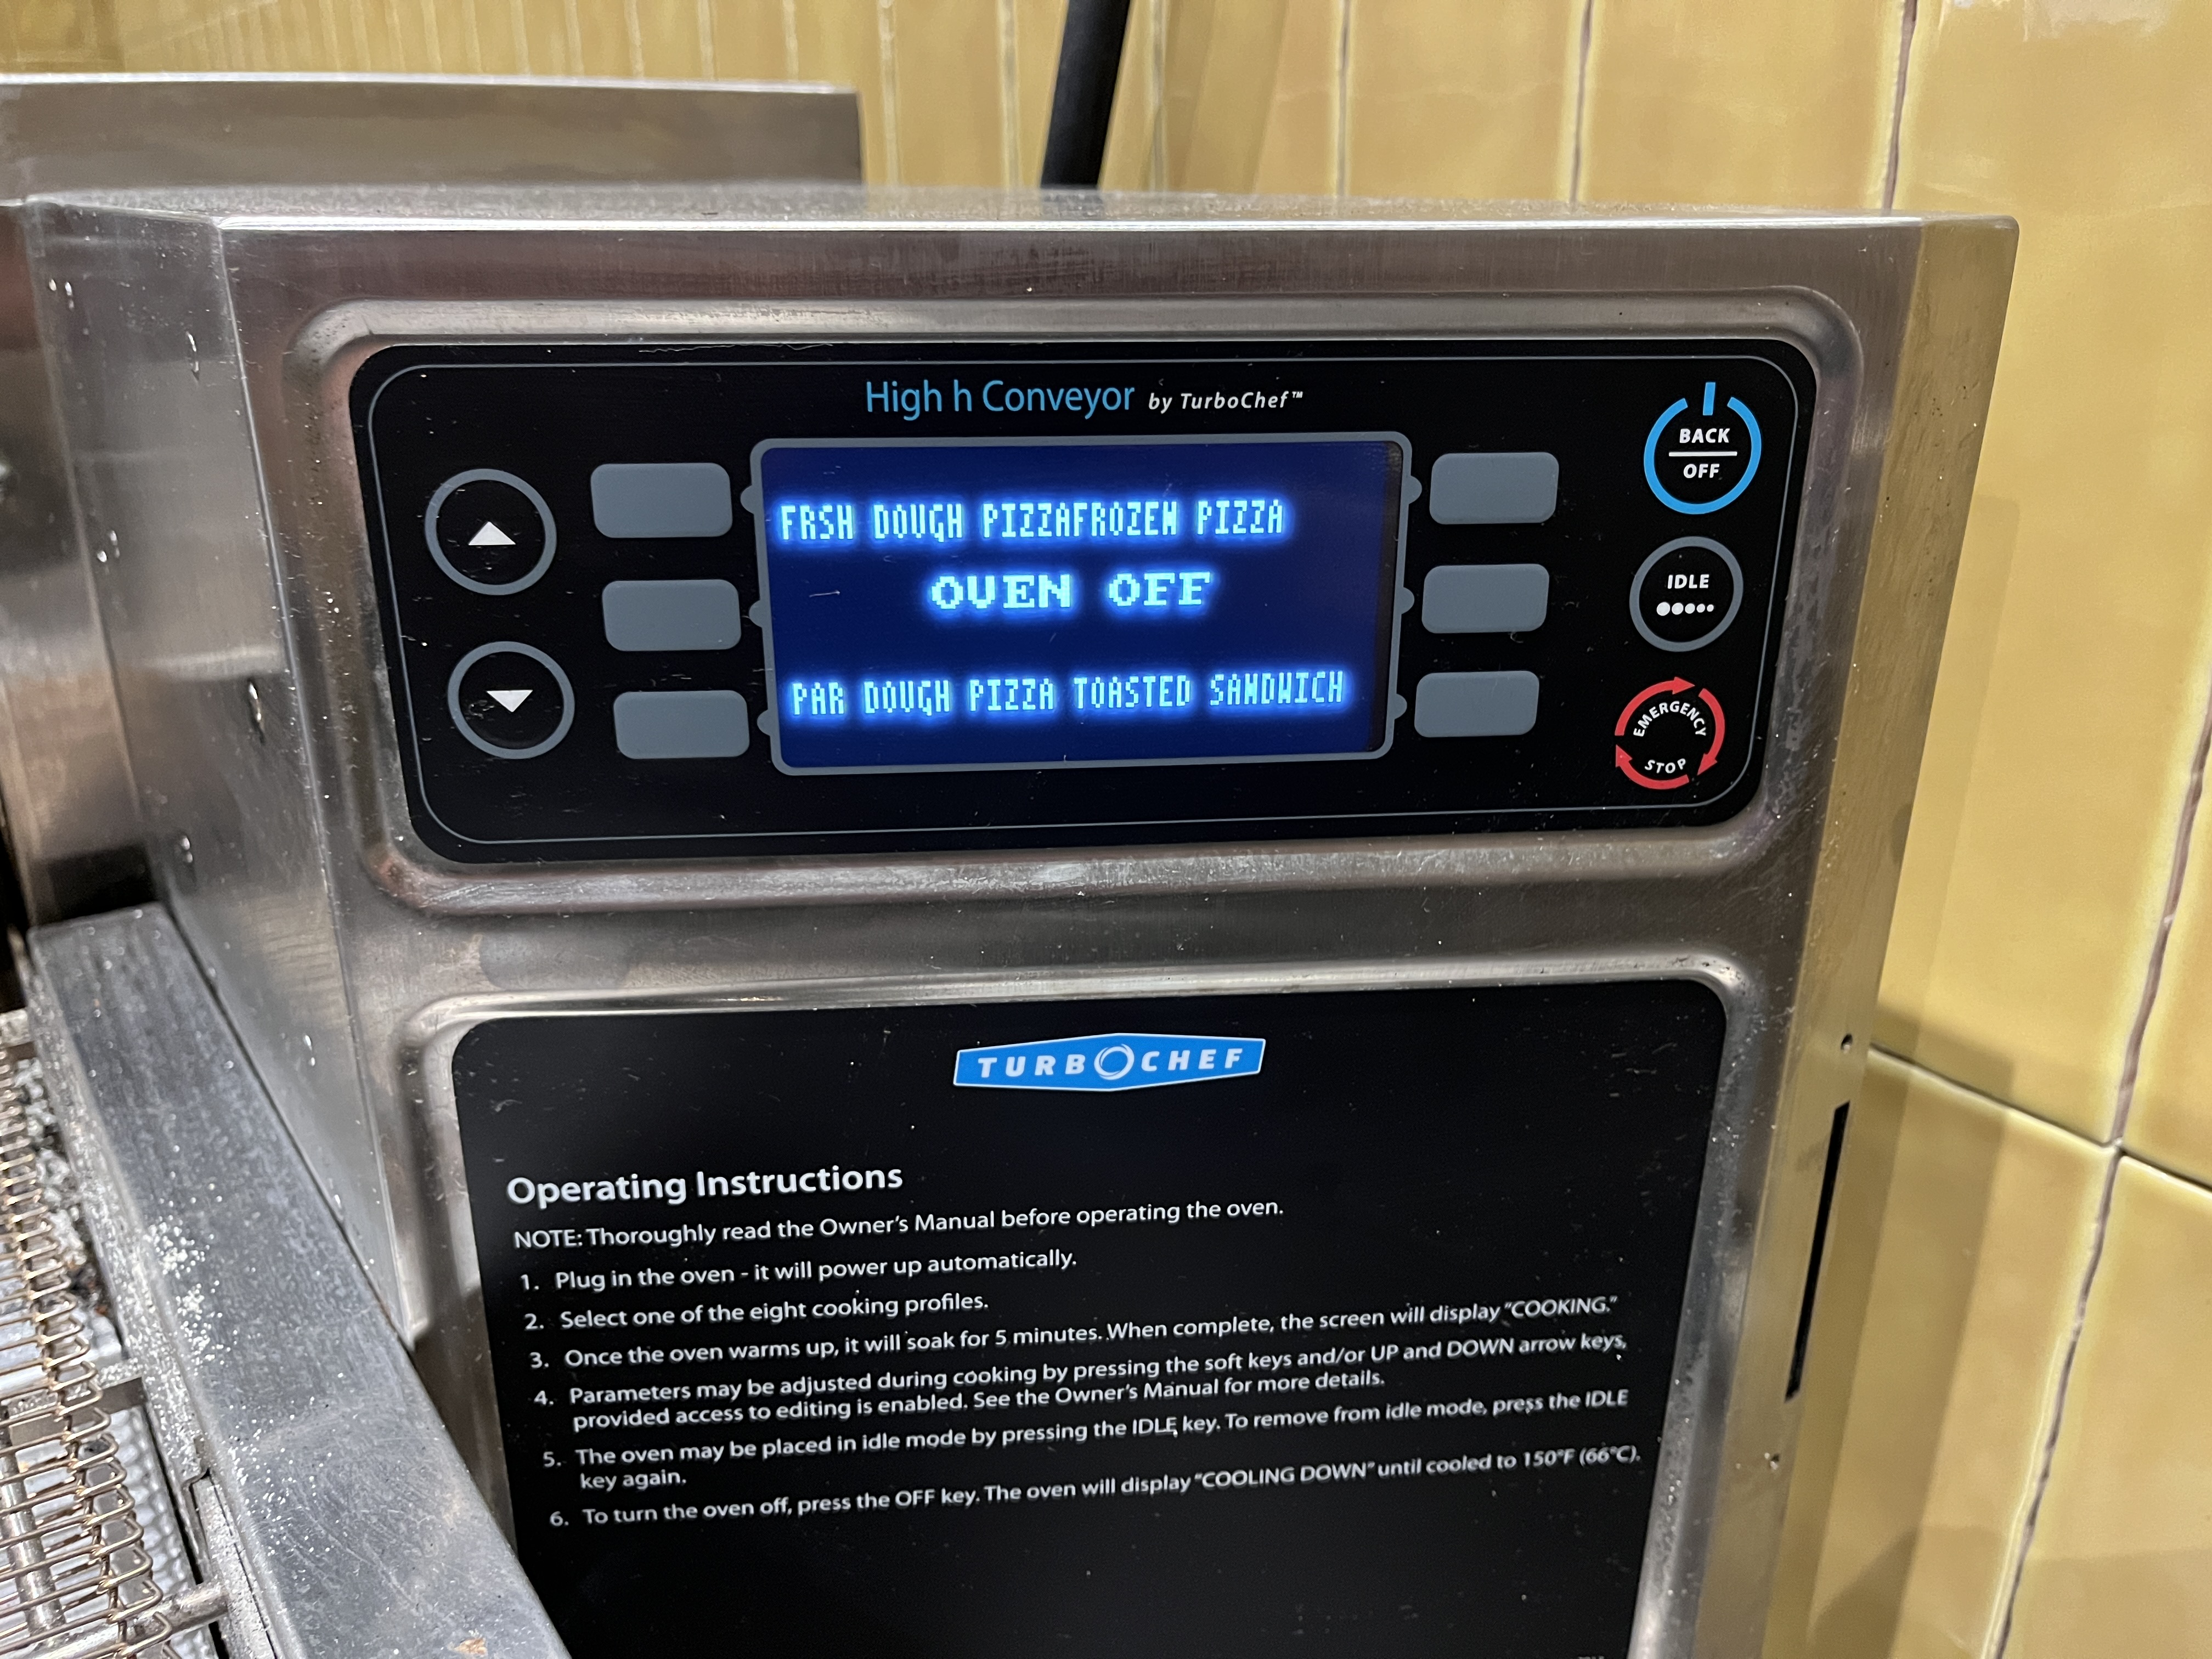 High h Conveyor by TurboChef™
BACK
OFF
FRSH DOUGH PIZZAFROZEN PIZZA
OVEN OFF
IDLE
PAR DOUGH PIZZA TOASTED SANDWICH
EMERGENCY
STOP
TURBOCHEF
Operating Instructions
NOTE: Thoroughly read the Owner's Manual before operating the oven.
1. Plug in the oven - it will power up automatically.
2. Select one of the eight cooking profiles.
3. Once the oven warms up, it will soak for 5 minutes. When complete, the screen will display "COOKING."
4. Parameters may be adjusted during cooking by pressing the soft keys and/or UP and DOWN arrow keys,
provided access to editing is enabled. See the Owner's Manual for more details.
5. The oven may be placed in idle mode by pressing the IDLE key. To remove from idle mode, press the IDLE
key again.
6. To turn the oven off, press the OFF key. The oven will display "COOLING DOWN" until cooled to 150°F (66°C).